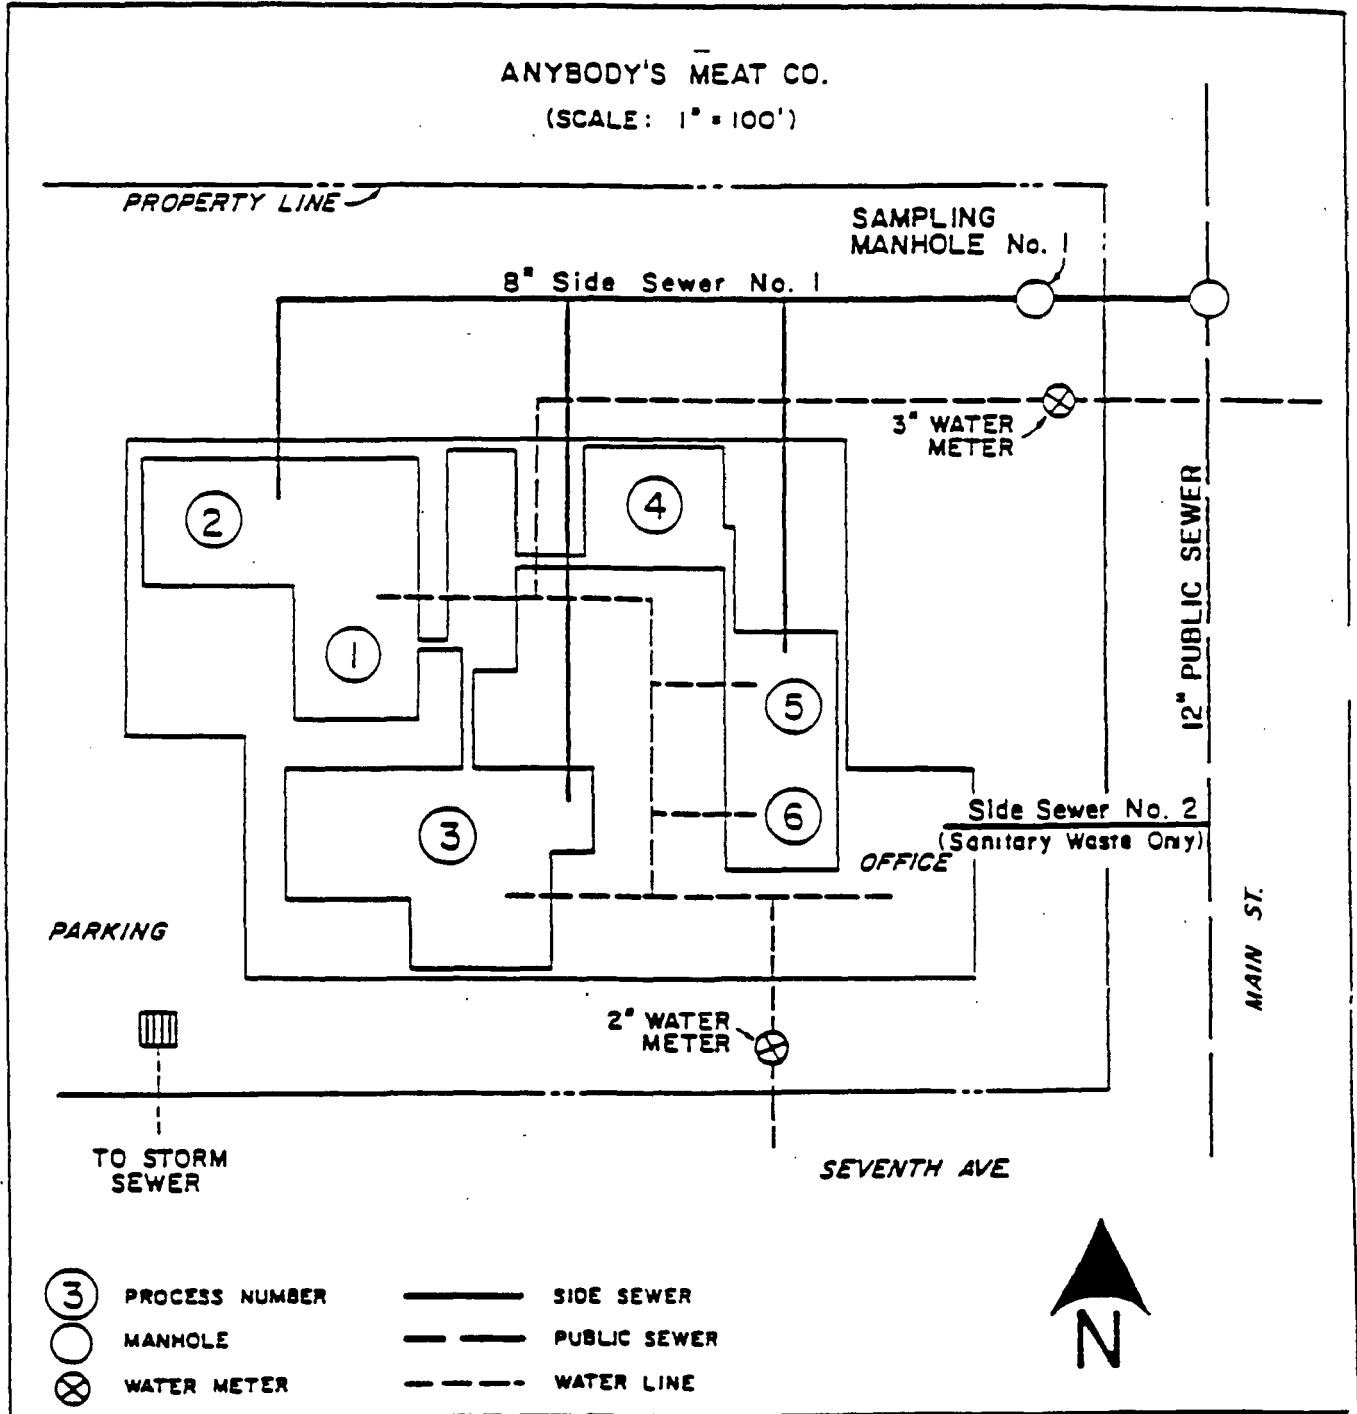 ANYBODY'S MEAT CO.
(SCALE: 1" = 100')
PROPERTY LINE
SAMPLING
MANHOLE No. 1
8" Side Sewer No. 1
3" WATER
METER
2
4
1
5
3
6
12" PUBLIC SEWER
Side Sewer No. 2
(Sanitary Waste Only)
OFFICE
PARKING
MAIN ST.
2" WATER
METER
TO STORM
SEWER
SEVENTH AVE
3 PROCESS NUMBER
SIDE SEWER
MANHOLE
PUBLIC SEWER
WATER METER
WATER LINE
N